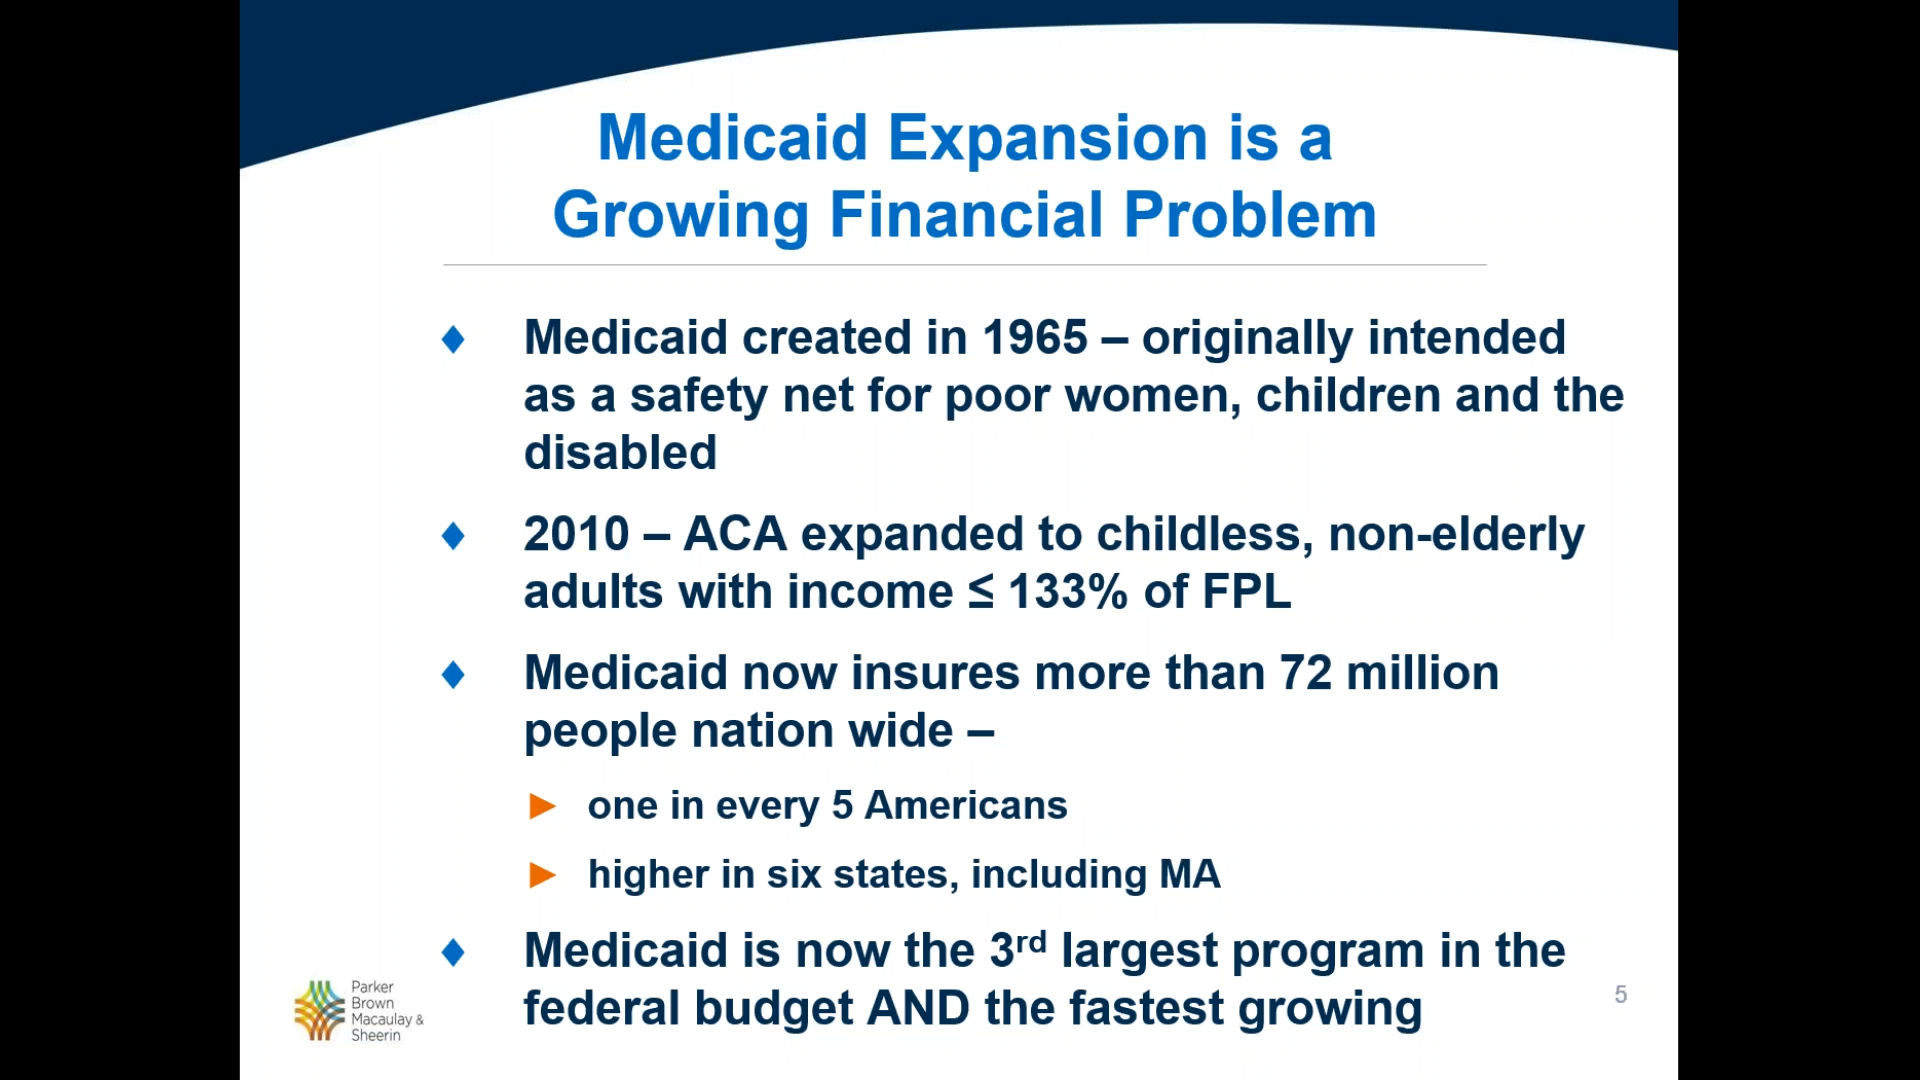 Medicaid Expansion is a
Growing Financial Problem
Medicaid created in 1965 – originally intended
as a safety net for poor women, children and the
disabled
2010 – ACA expanded to childless, non-elderly
adults with income ≤ 133% of FPL
Medicaid now insures more than 72 million
people nation wide –
one in every 5 Americans
higher in six states, including MA
Medicaid is now the 3rd largest program in the
federal budget AND the fastest growing
Parker
Brown
Macaulay &
Sheerin
5